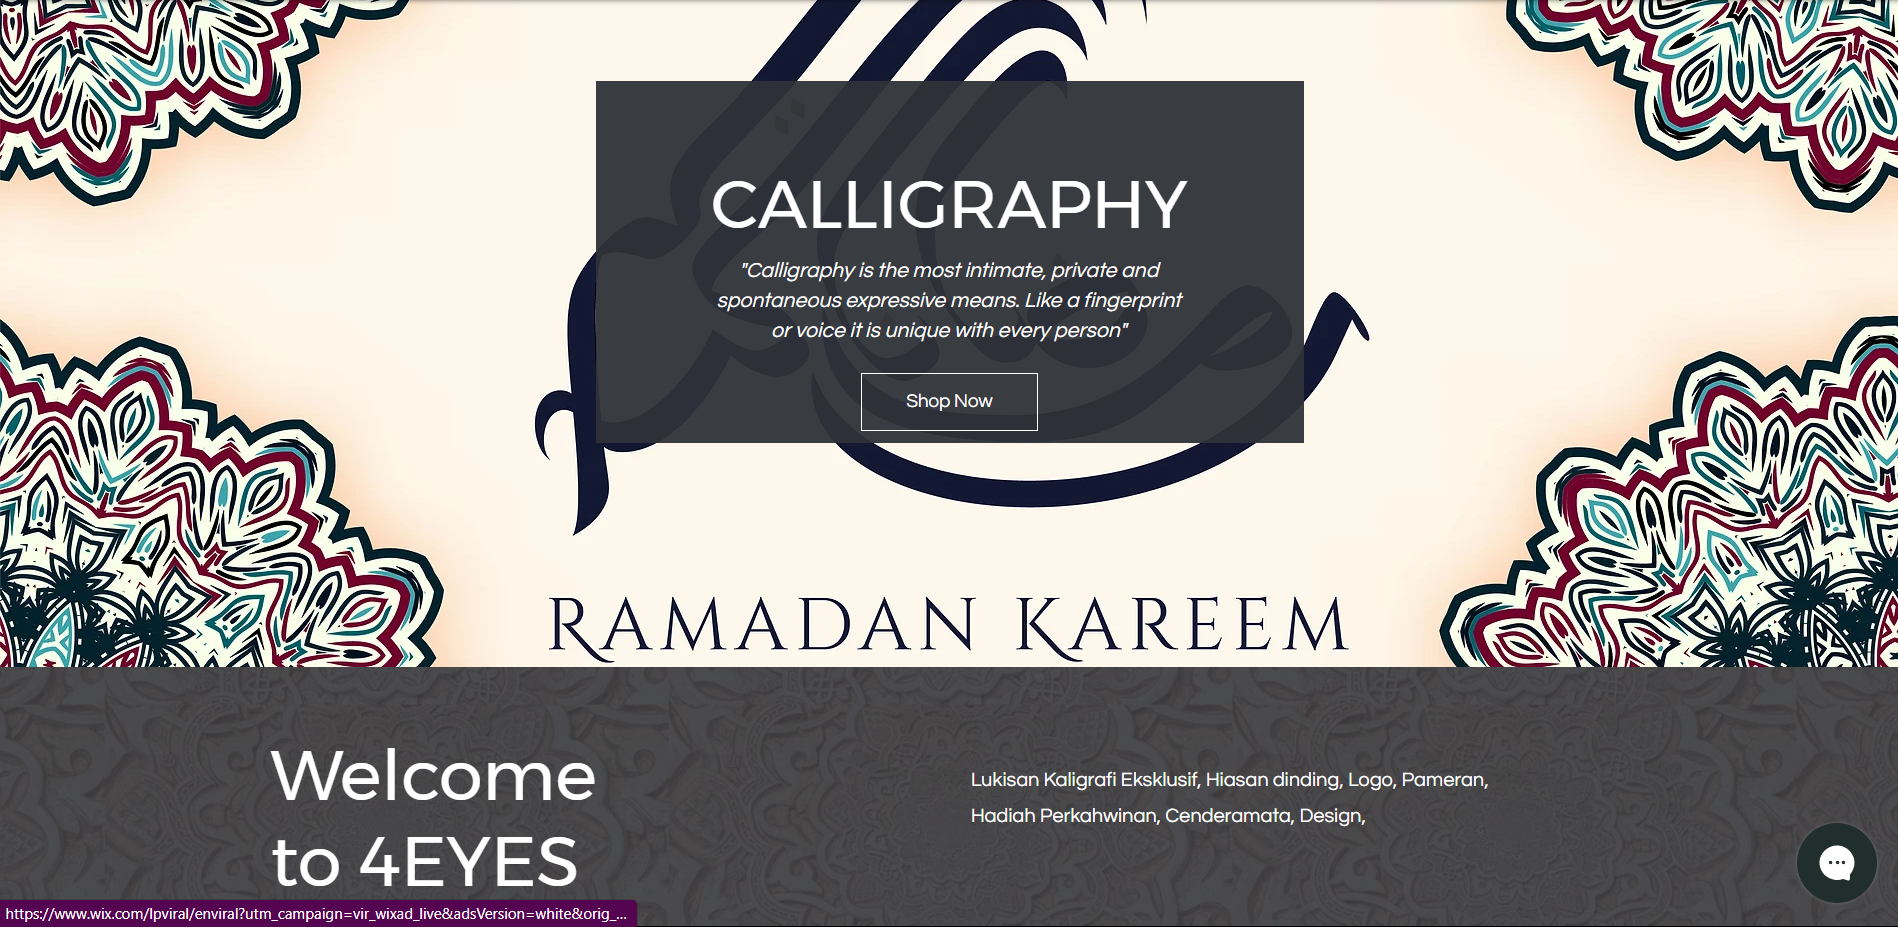 CALLIGRAPHY
"Calligraphy is the most intimate, private and
spontaneous expressive means. Like a fingerprint
or voice it is unique with every person"
Shop Now
RAMADAN KAREEM
Welcome
to 4EYES
Lukisan Kaligrafi Eksklusif, Hiasan dinding, Logo, Pameran,
Hadiah Perkahwinan, Cenderamata, Design,
https://www.wix.com/lpviral/enviral?utm_campaign=vir_wixad_live&adsVersion=white&orig_...